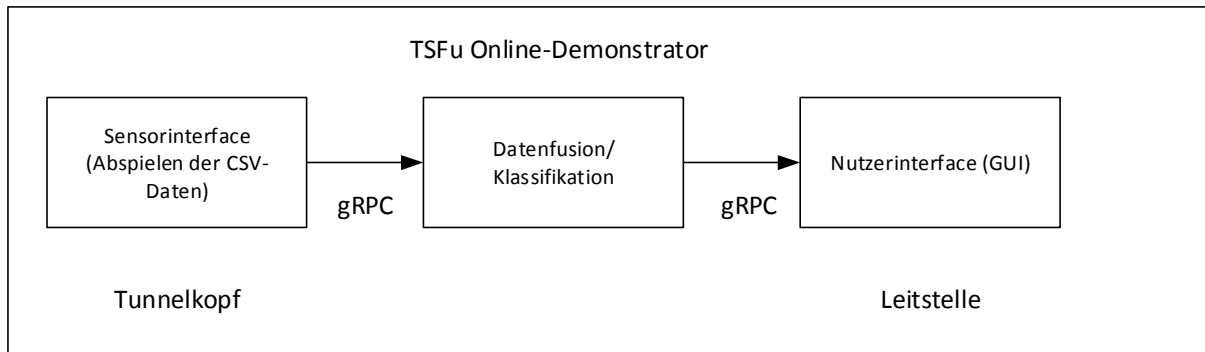 TSFu Online-Demonstrator
Sensorinterface
(Abspielen der CSV-
Daten)
gRPC
Datenfusion/
Klassifikation
gRPC
Nutzerinterface (GUI)
Tunnelkopf
Leitstelle